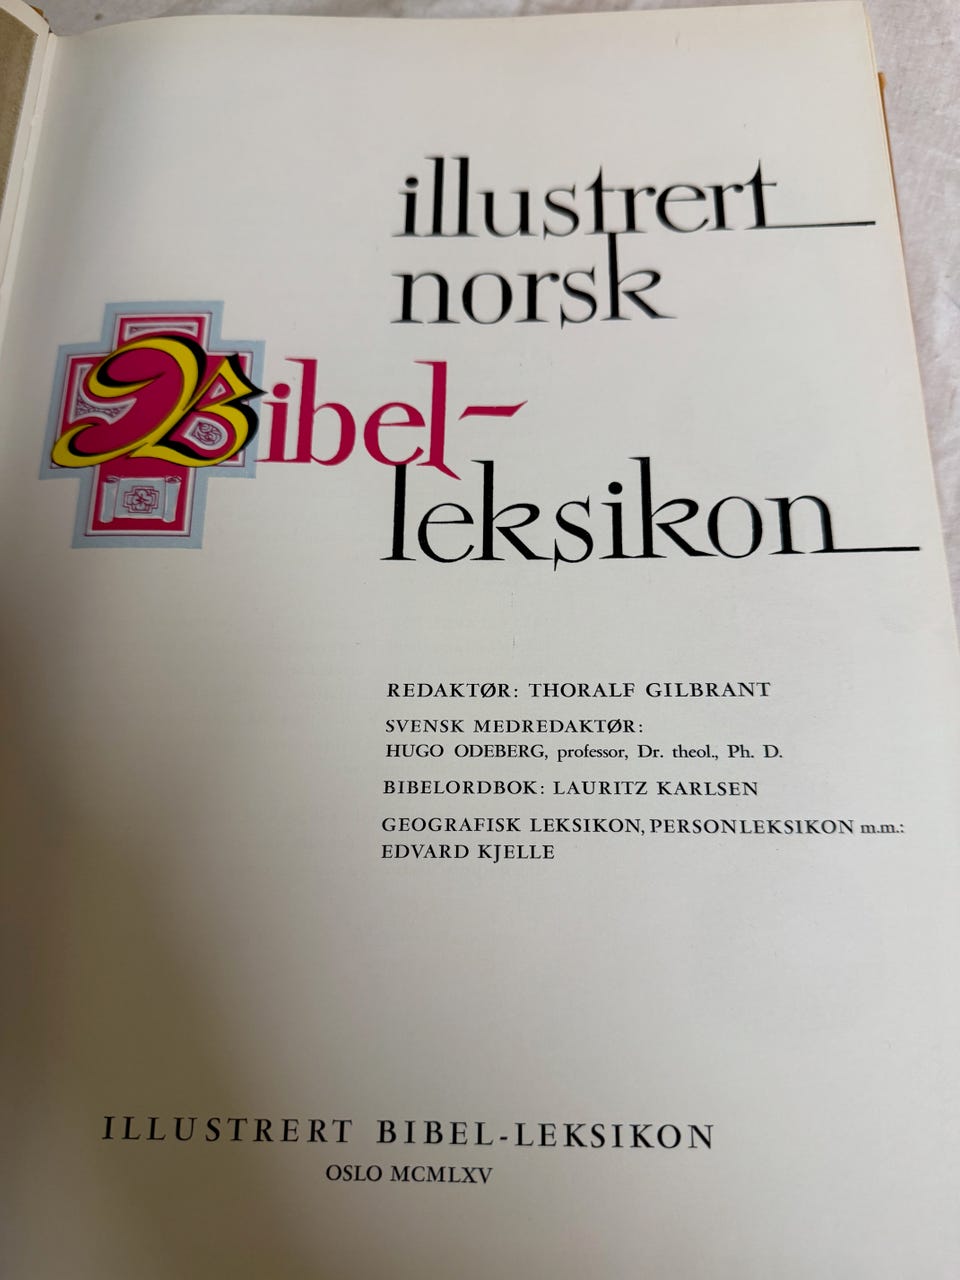 illustrert
norsk
Bibel-
leksikon
REDAKTØR: THORALF GILBRANT
SVENSK MEDREDAKTØR:
HUGO ODEBERG, professor, Dr. theol., Ph. D.
BIBELORDBOK: LAURITZ KARLSEN
GEOGRAFISK LEKSIKON, PERSONLEKSIKON m.m.:
EDVARD KJELLE
ILLUSTRERT BIBEL-LEKSIKON
OSLO MCMLXV